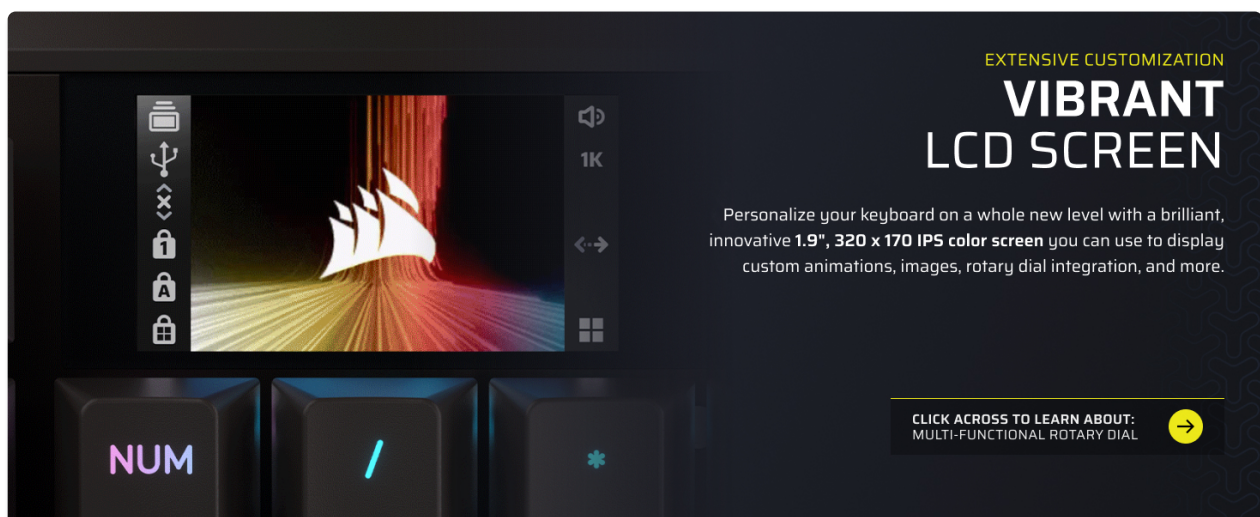 EXTENSIVE CUSTOMIZATION
VIBRANT
LCD SCREEN
Personalize your keyboard on a whole new level with a brilliant,
innovative 1.9", 320 x 170 IPS color screen you can use to display
custom animations, images, rotary dial integration, and more.
CLICK ACROSS TO LEARN ABOUT:
MULTI-FUNCTIONAL ROTARY DIAL
1K
1
A
NUM
/
*